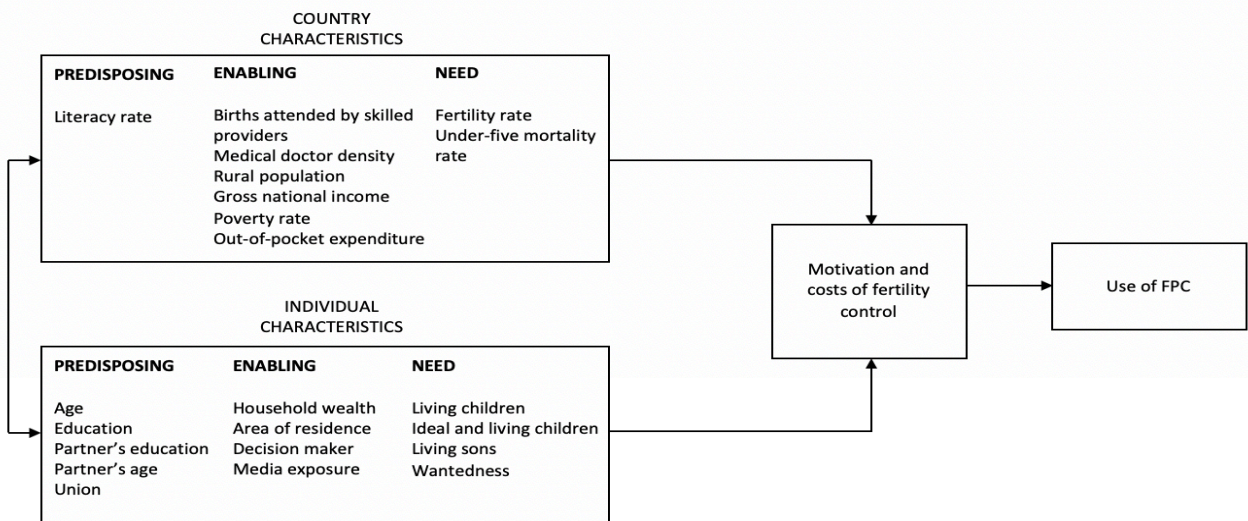 COUNTRY
CHARACTERISTICS
PREDISPOSING
Literacy rate
ENABLING
Births attended by skilled
providers
Medical doctor density
Rural population
Gross national income
Poverty rate
Out-of-pocket expenditure
NEED
Fertility rate
Under-five mortality
rate
INDIVIDUAL
CHARACTERISTICS
PREDISPOSING
Age
Education
Partner’s education
Partner’s age
Union
ENABLING
Household wealth
Area of residence
Decision maker
Media exposure
NEED
Living children
Ideal and living children
Living sons
Wantedness
Motivation and
costs of fertility
control
Use of FPC